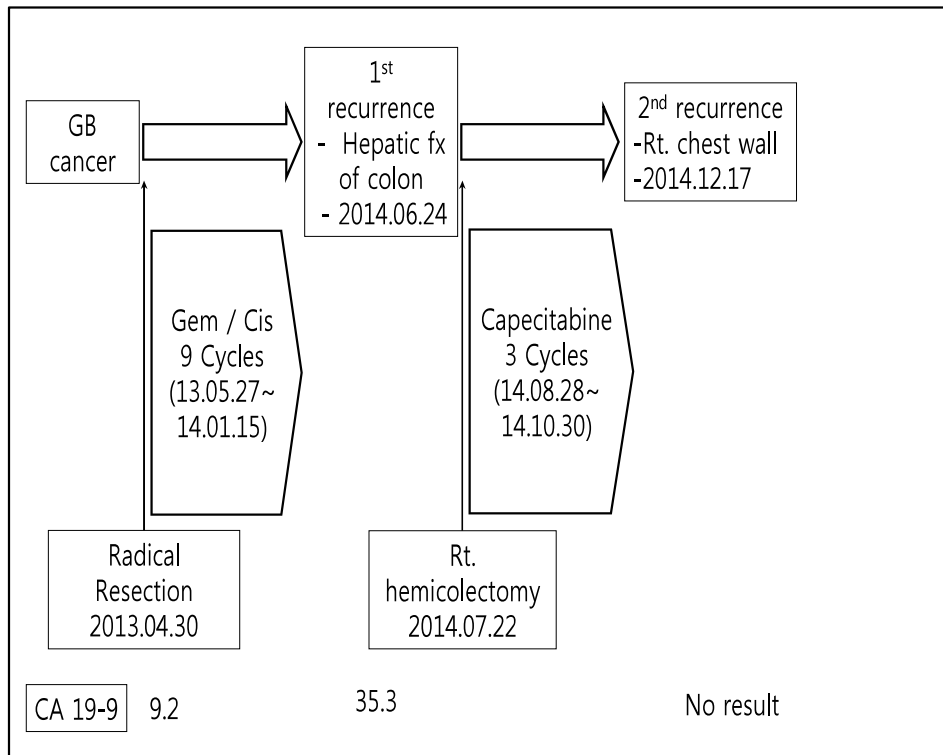 GB
cancer
1st
recurrence
- Hepatic fx
of colon
- 2014.06.24
2nd recurrence
-Rt. chest wall
-2014.12.17
Gem / Cis
9 Cycles
(13.05.27~
14.01.15)
Capecitabine
3 Cycles
(14.08.28~
14.10.30)
Radical
Resection
2013.04.30
Rt.
hemicolectomy
2014.07.22
CA 19-9 9.2 35.3 No result